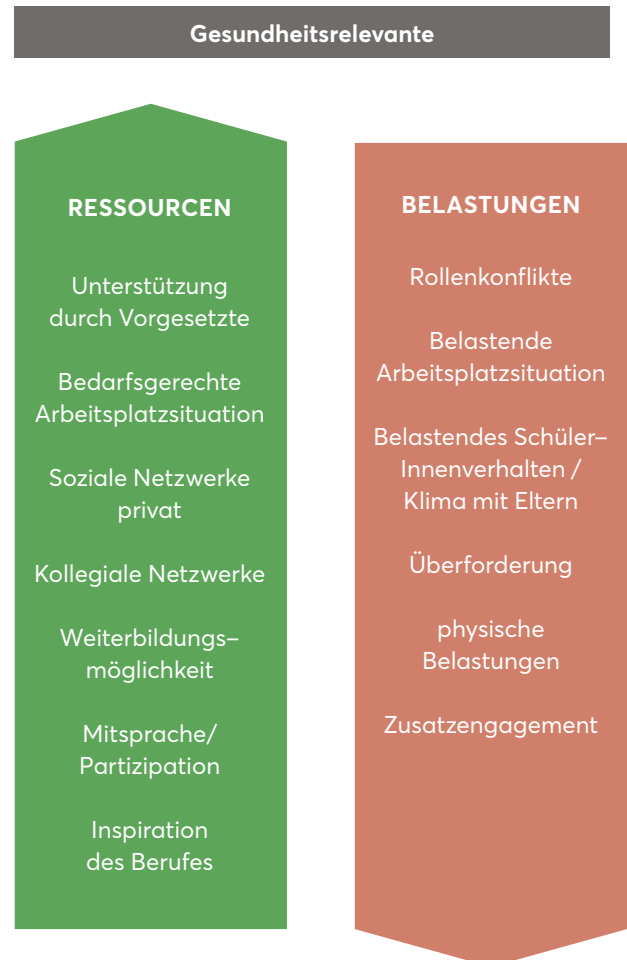 Gesundheitsrelevante
RESSOURCEN
Unterstützung
durch Vorgesetzte
Bedarfsgerechte
Arbeitsplatzsituation
Soziale Netzwerke
privat
Kollegiale Netzwerke
Weiterbildungs–
möglichkeit
Mitsprache/
Partizipation
Inspiration
des Berufes
BELASTUNGEN
Rollenkonflikte
Belastende
Arbeitsplatzsituation
Belastendes Schüler–
Innenverhalten /
Klima mit Eltern
Überforderung
physische
Belastungen
Zusatzengagement